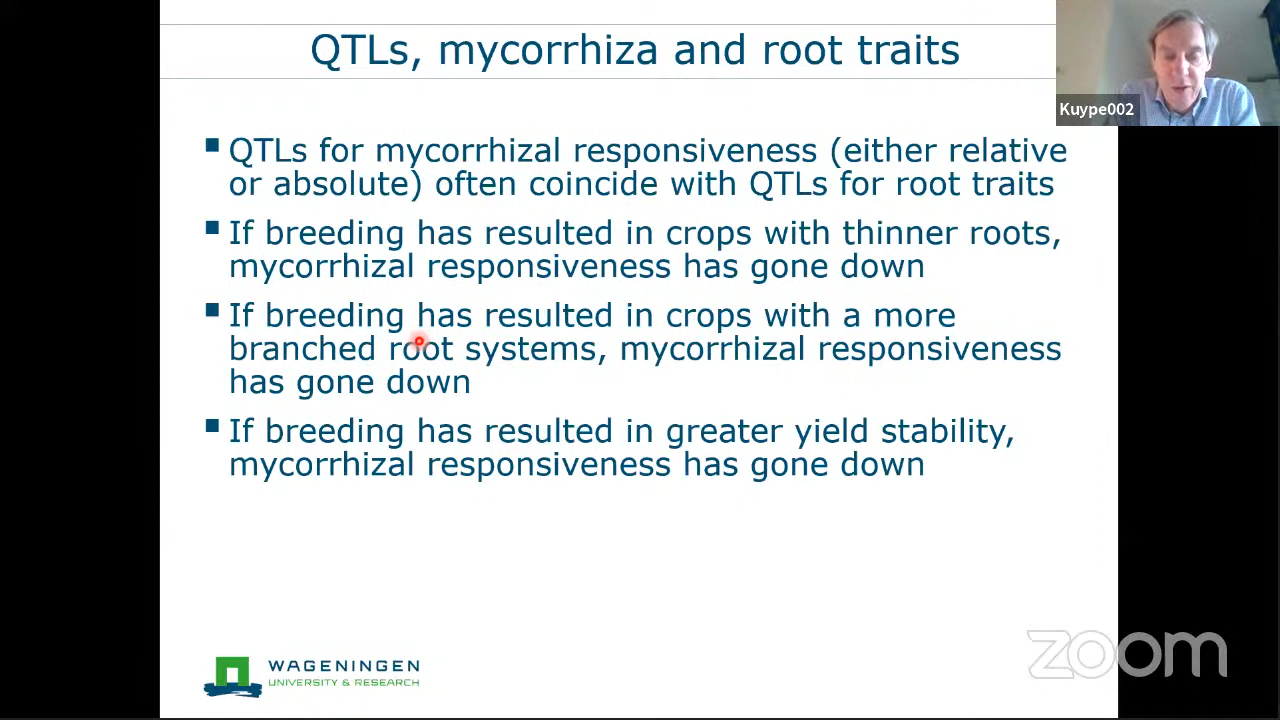 QTLs, mycorrhiza and root traits
Kuype002
QTLs for mycorrhizal responsiveness (either relative
or absolute) often coincide with QTLs for root traits
If breeding has resulted in crops with thinner roots,
mycorrhizal responsiveness has gone down
If breeding has resulted in crops with a more
branched root systems, mycorrhizal responsiveness
has gone down
If breeding has resulted in greater yield stability,
mycorrhizal responsiveness has gone down
WAGENINGEN
UNIVERSITY & RESEARCH
zoom